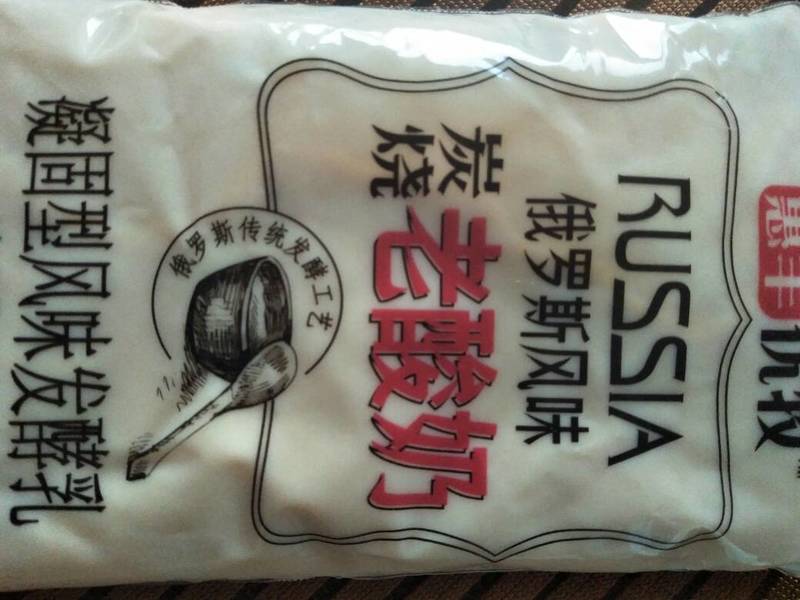 惠丰
优牧
RUSSIA
俄罗斯风味
炭烧
老酸奶
俄罗斯传统发酵工艺
凝固型风味发酵乳